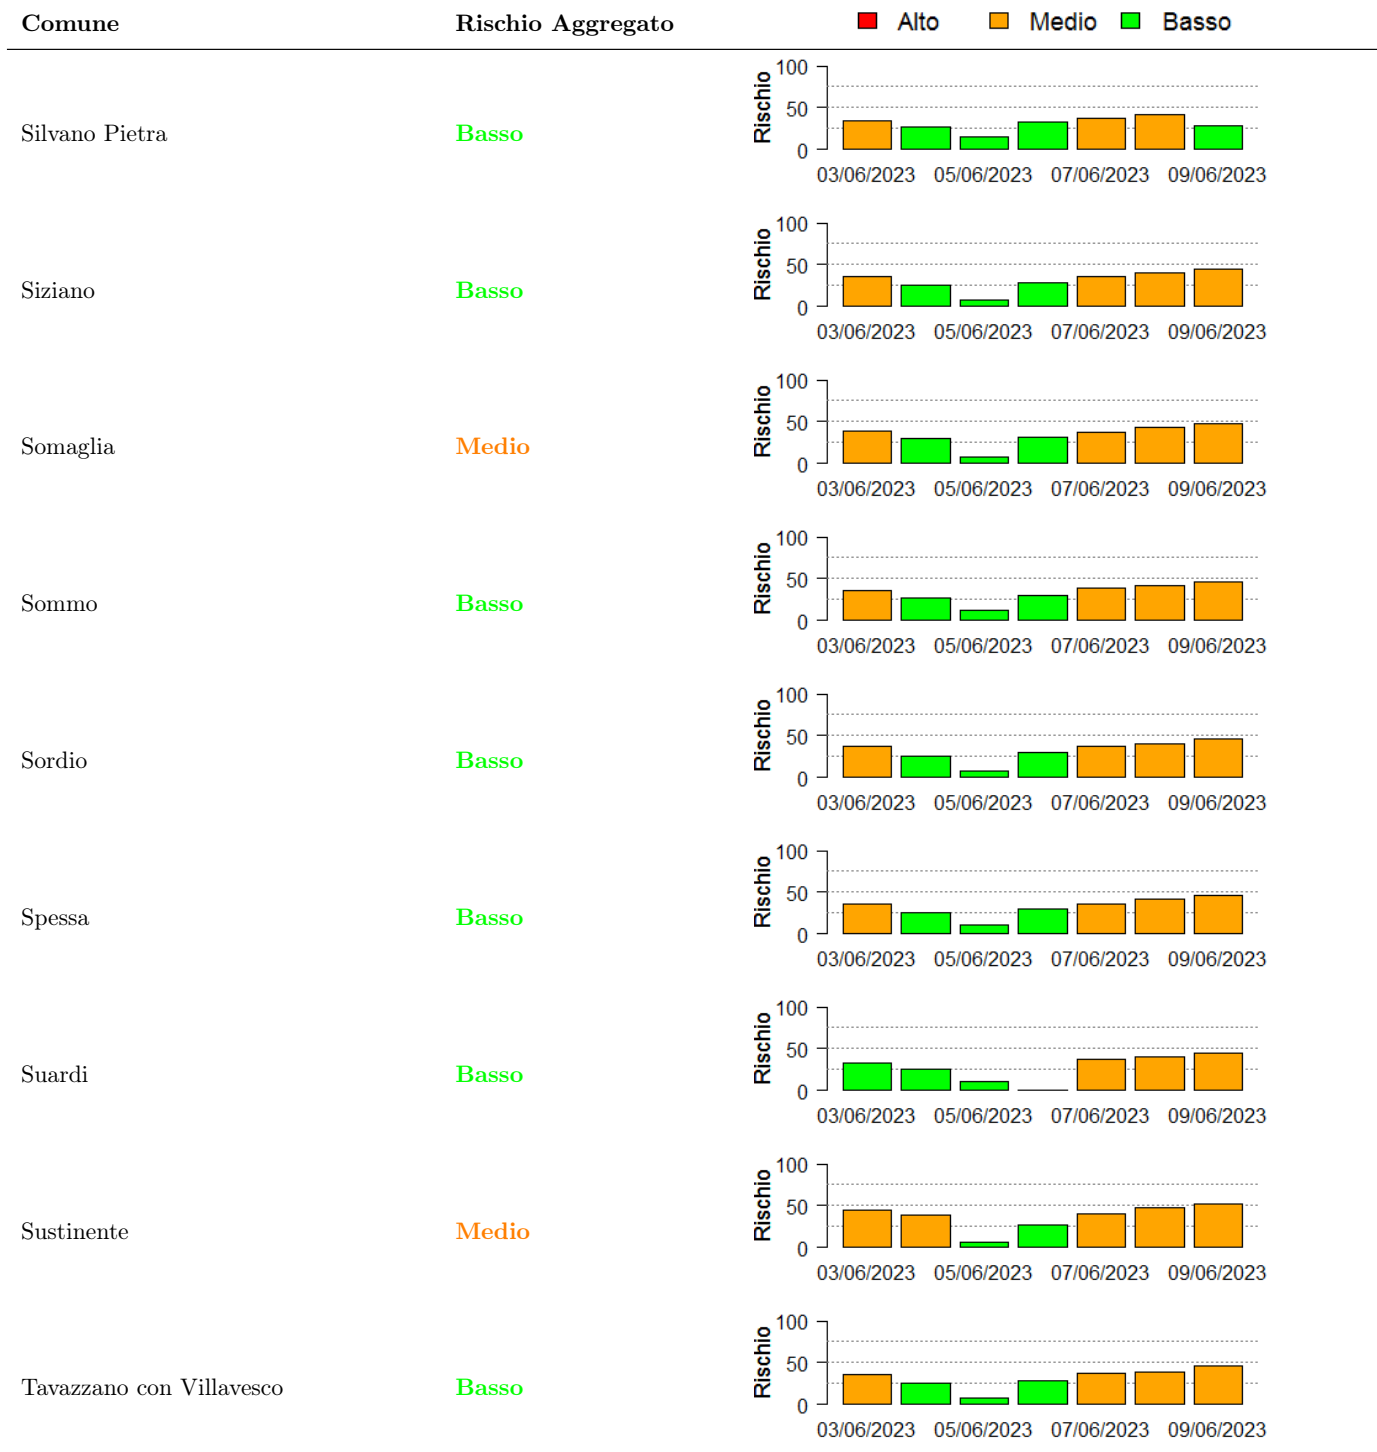 Comune Rischio Aggregato Alto Medio Basso
Silvano Pietra Basso
Rischio
100
50
0
03/06/2023 05/06/2023 07/06/2023 09/06/2023
Siziano Basso
Rischio
100
50
0
03/06/2023 05/06/2023 07/06/2023 09/06/2023
Somaglia Medio
Rischio
100
50
0
03/06/2023 05/06/2023 07/06/2023 09/06/2023
Sommo Basso
Rischio
100
50
0
03/06/2023 05/06/2023 07/06/2023 09/06/2023
Sordio Basso
Rischio
100
50
0
03/06/2023 05/06/2023 07/06/2023 09/06/2023
Spessa Basso
Rischio
100
50
0
03/06/2023 05/06/2023 07/06/2023 09/06/2023
Suardi Basso
Rischio
100
50
0
03/06/2023 05/06/2023 07/06/2023 09/06/2023
Sustinente Medio
Rischio
100
50
0
03/06/2023 05/06/2023 07/06/2023 09/06/2023
Tavazzano con Villavesco Basso
Rischio
100
50
0
03/06/2023 05/06/2023 07/06/2023 09/06/2023